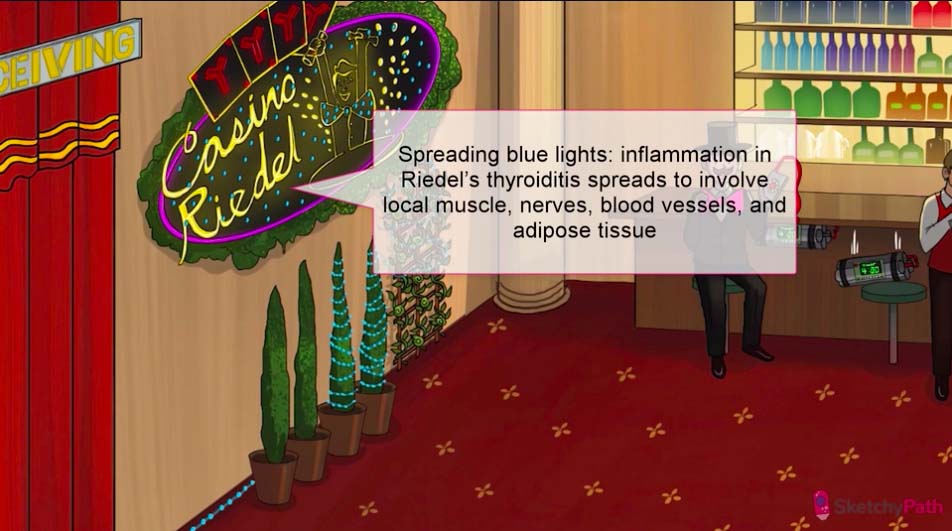 CEIVING
Casino
Riedel
Spreading blue lights: inflammation in
Riedel's thyroiditis spreads to involve
local muscle, nerves, blood vessels, and
adipose tissue
4:00
SketchyPath